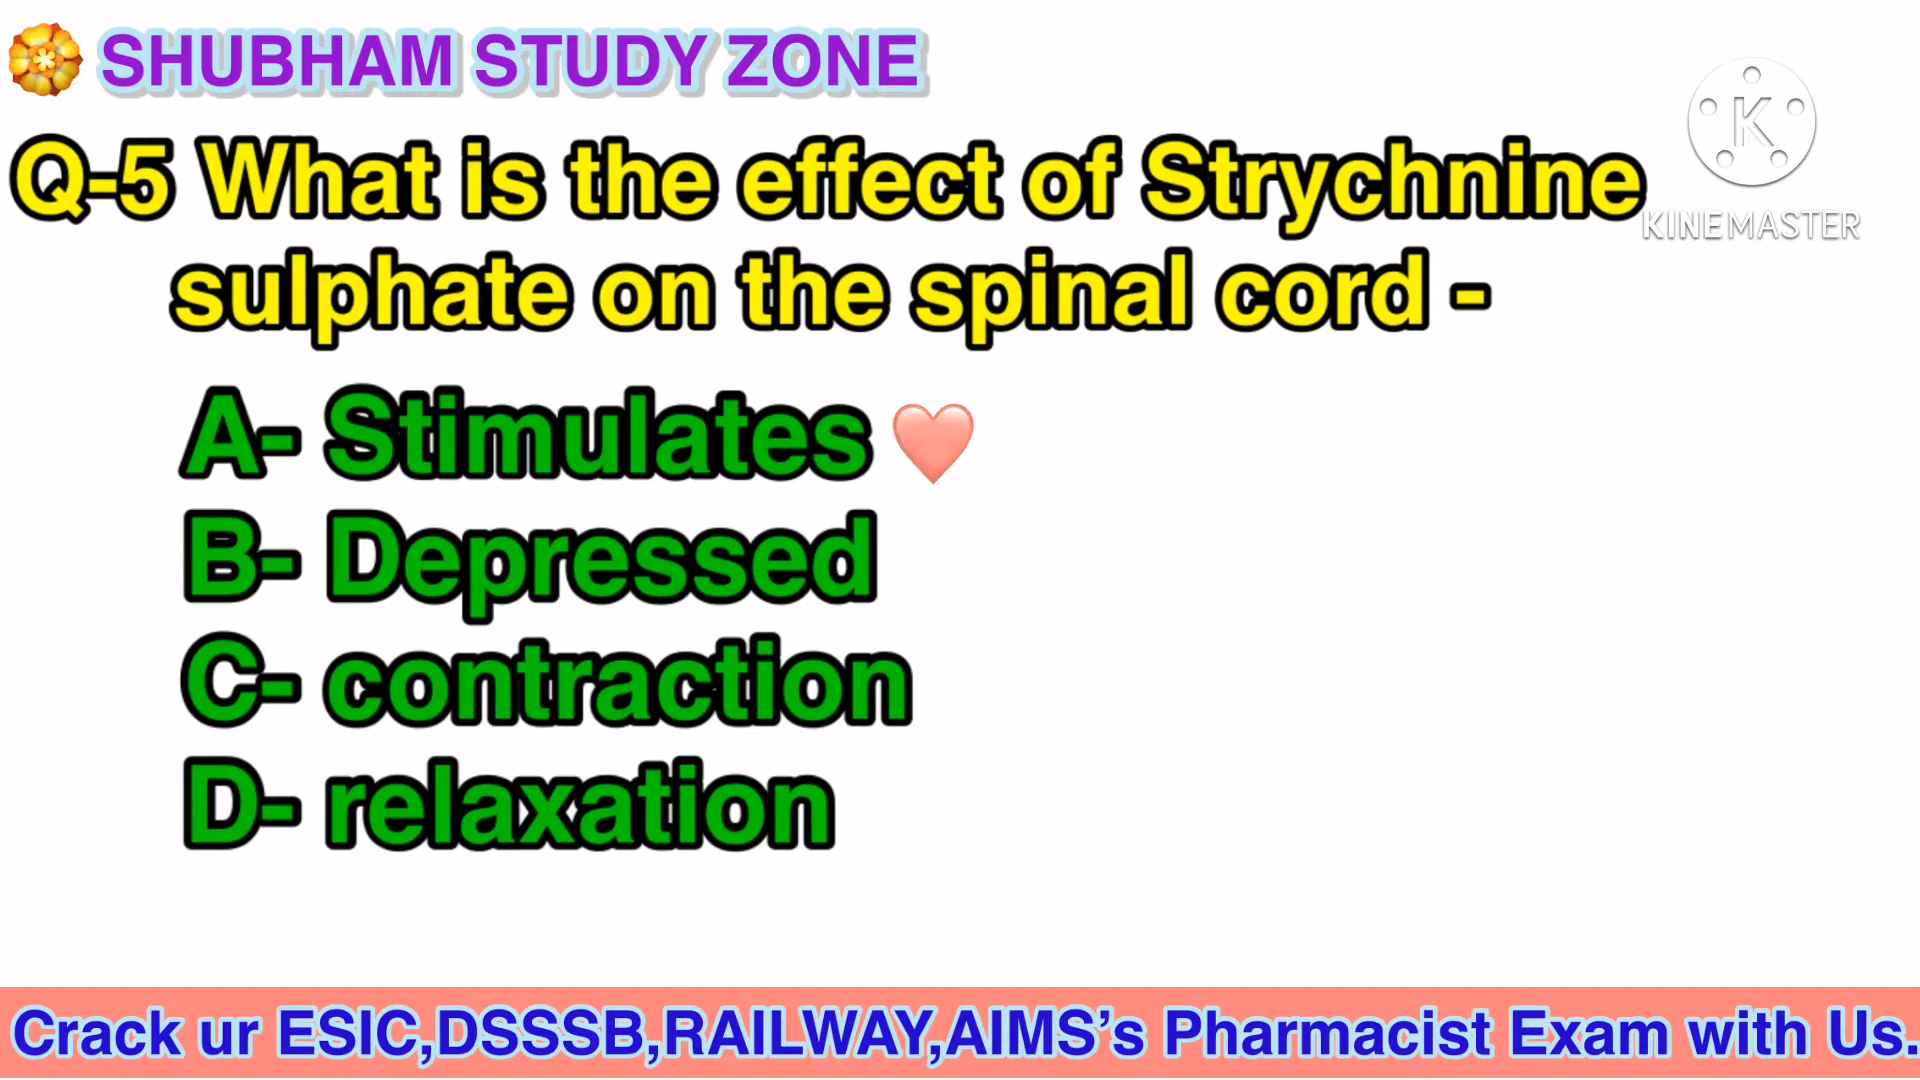 SHUBHAM STUDY ZONE
Q-5 What is the effect of Strychnine
sulphate on the spinal cord -
A- Stimulates
B- Depressed
C- contraction
D- relaxation
K
KINEMASTER
Crack ur ESIC,DSSSB,RAILWAY,AIMS’s Pharmacist Exam with Us.